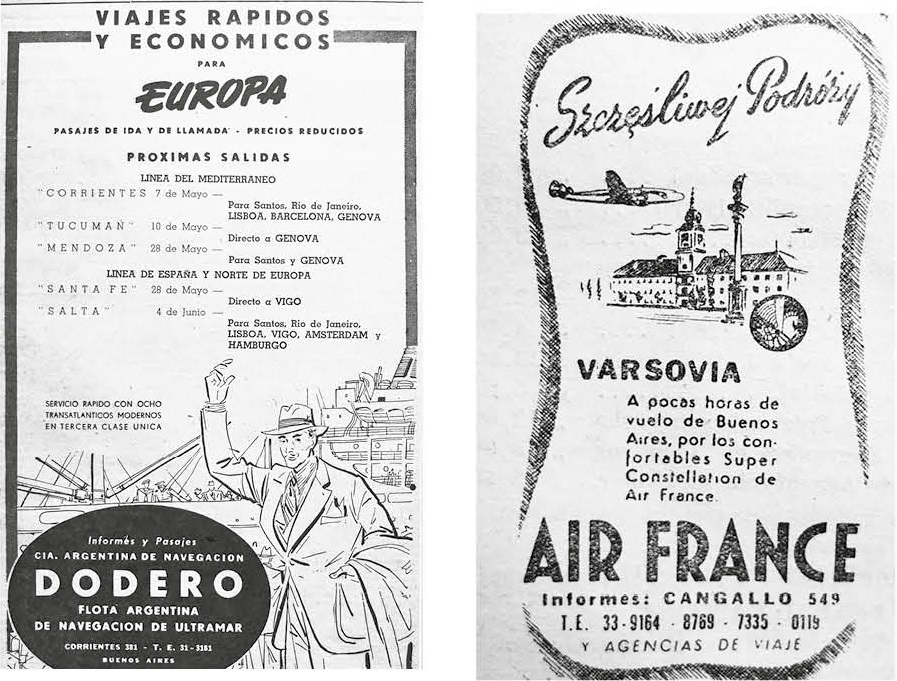 VIAJES RAPIDOS
Y ECONOMICOS
PARA
EUROPA
PASAJES DE IDA Y DE LLAMADA - PRECIOS REDUCIDOS
PROXIMAS SALIDAS
LINEA DEL MEDITERRANEO
"CORRIENTES 7 de Mayo —
Para Santos, Rio de Janeiro,
LISBOA, BARCELONA, GENOVA
"TUCUMAÑ" 10 de Mayo —
Directo a GENOVA
"MENDOZA" 28 de Mayo —
Para Santos y GENOVA
LINEA DE ESPAÑA Y NORTE DE EUROPA
"SANTA FE" 28 de Mayo —
Directo a VIGO
"SALTA" 4 de Junio —
Para Santos, Rio de Janeiro,
LISBOA, VIGO, AMSTERDAM y
HAMBURGO
SERVICIO RAPIDO CON OCHO
TRANSATLANTICOS MODERNOS
EN TERCERA CLASE UNICA
Informés y Pasajes
CIA. ARGENTINA DE NAVEGACION
DODERO
FLOTA ARGENTINA
DE NAVEGACION DE ULTRAMAR
CORRIENTES 381 - T. E. 31-3181
BUENOS AIRES
Szczęśliwej Podróży
VARSOVIA
A pocas horas de
vuelo de Buenos
Aires, por los con-
fortables Super
Constellation de
Air France.
AIR FRANCE
Informes: CANGALLO 549
T.E. 33-9164 - 8769 - 7335 - 0119
Y AGENCIAS DE VIAJE